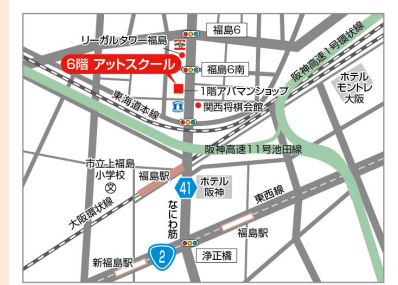 福島6
リーガルタワー福島
6階 アットスクール
福島6南
阪神高速1号環状線
ホテル
モントレ
大阪
1階アパマンショップ
関西将棋会館
東海道本線
阪神高速11号池田線
市立上福島
小学校
文
福島駅
41
ホテル
阪神
東西線
大阪環状線
なにわ筋
福島駅
2
浄正橋
新福島駅